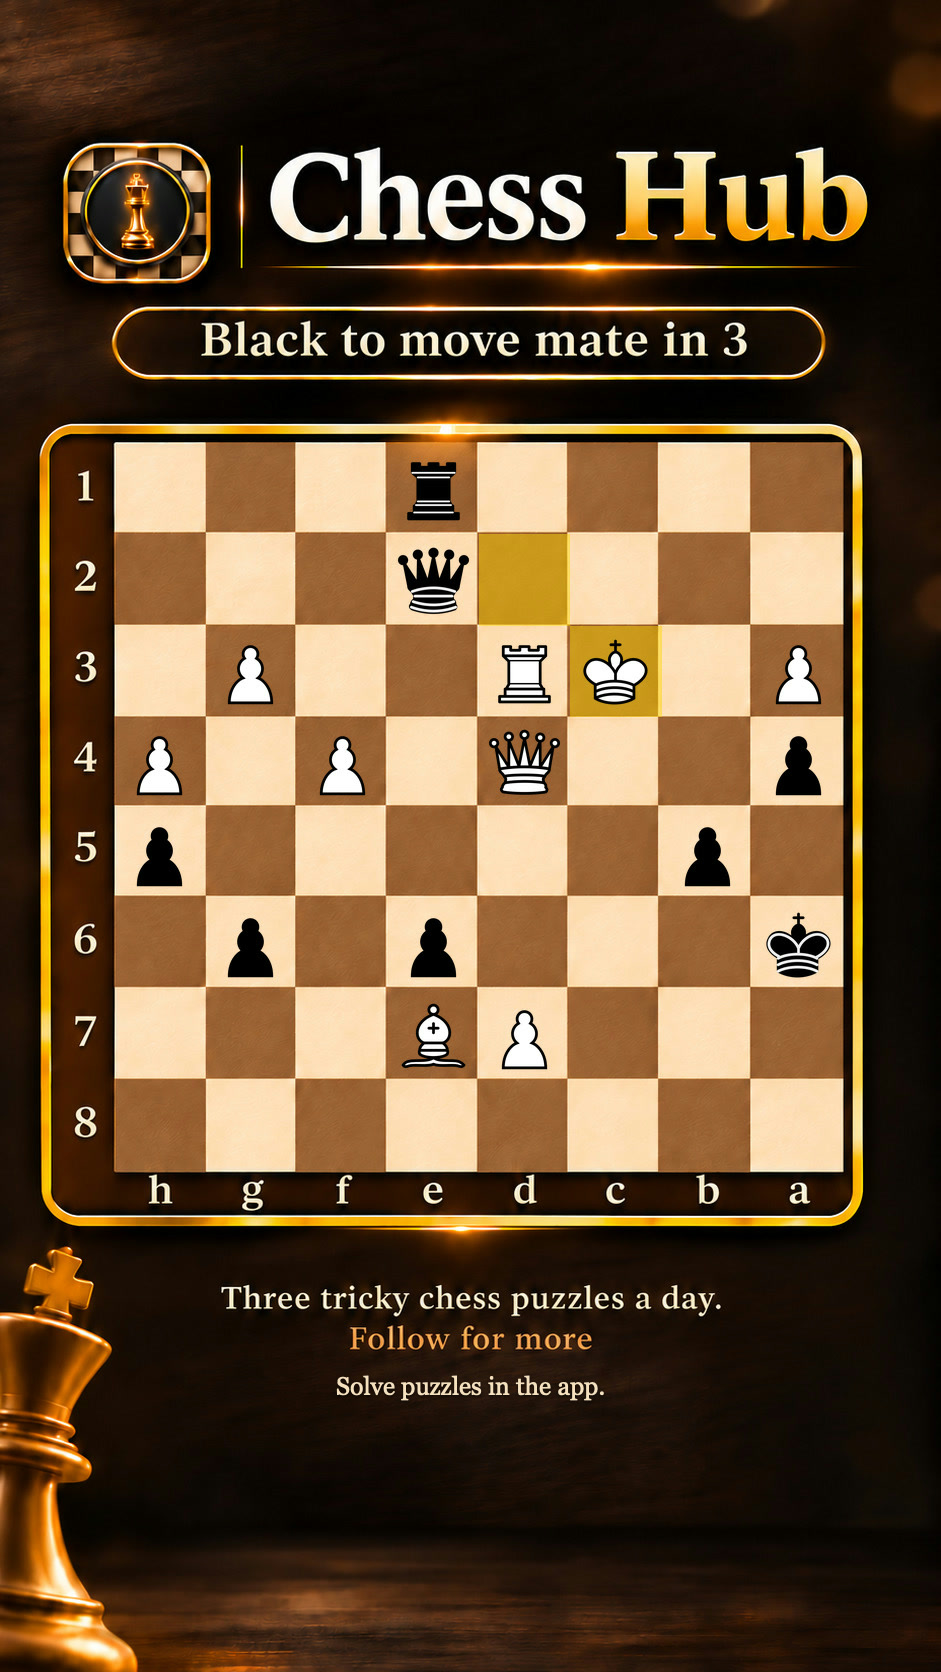 Chess Hub
Black to move mate in 3
1
2
3
4
5
6
7
8
h g f e d c b a
Three tricky chess puzzles a day.
Follow for more
Solve puzzles in the app.